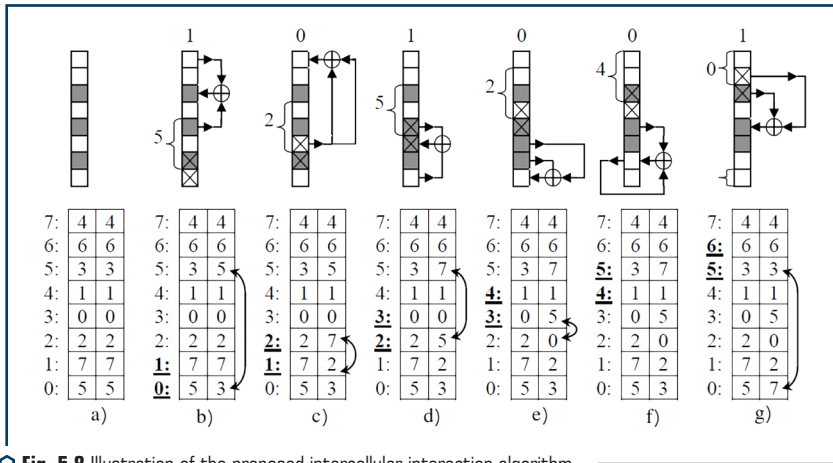 1 0 1 0 0 1
4 0
2
5
2
5
7: 4 4 7: 4 4 7: 4 4 7: 4 4 7: 4 4 7: 4 4 7: 4 4
6: 6 6 6: 6 6 6: 6 6 6: 6 6 6: 6 6 6: 6 6 6: 6 6
5: 3 3 5: 3 5 5: 3 5 5: 3 7 5: 3 7 5: 3 7 5: 3 3
4: 1 1 4: 1 1 4: 1 1 4: 1 1 4: 1 1 4: 1 1 4: 1 1
3: 0 0 3: 0 0 3: 0 0 3: 0 0 3: 0 5 3: 0 5 3: 0 5
2: 2 2 2: 2 2 2: 2 7 2: 2 5 2: 2 0 2: 2 0 2: 2 0
1: 7 7 1: 7 7 1: 7 2 1: 7 2 1: 7 2 1: 7 2 1: 7 2
0: 5 5 0: 5 3 0: 5 3 0: 5 3 0: 5 3 0: 5 3 0: 5 7
a) b) c) d) e) f) g)
Fig. 5.8 Illustration of the proposed intercellular interaction algorithm